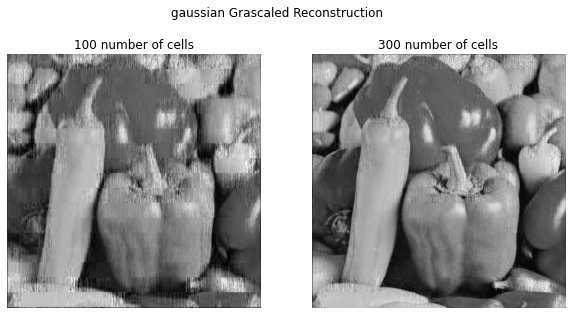 gaussian Grascaled Reconstruction
100 number of cells
300 number of cells